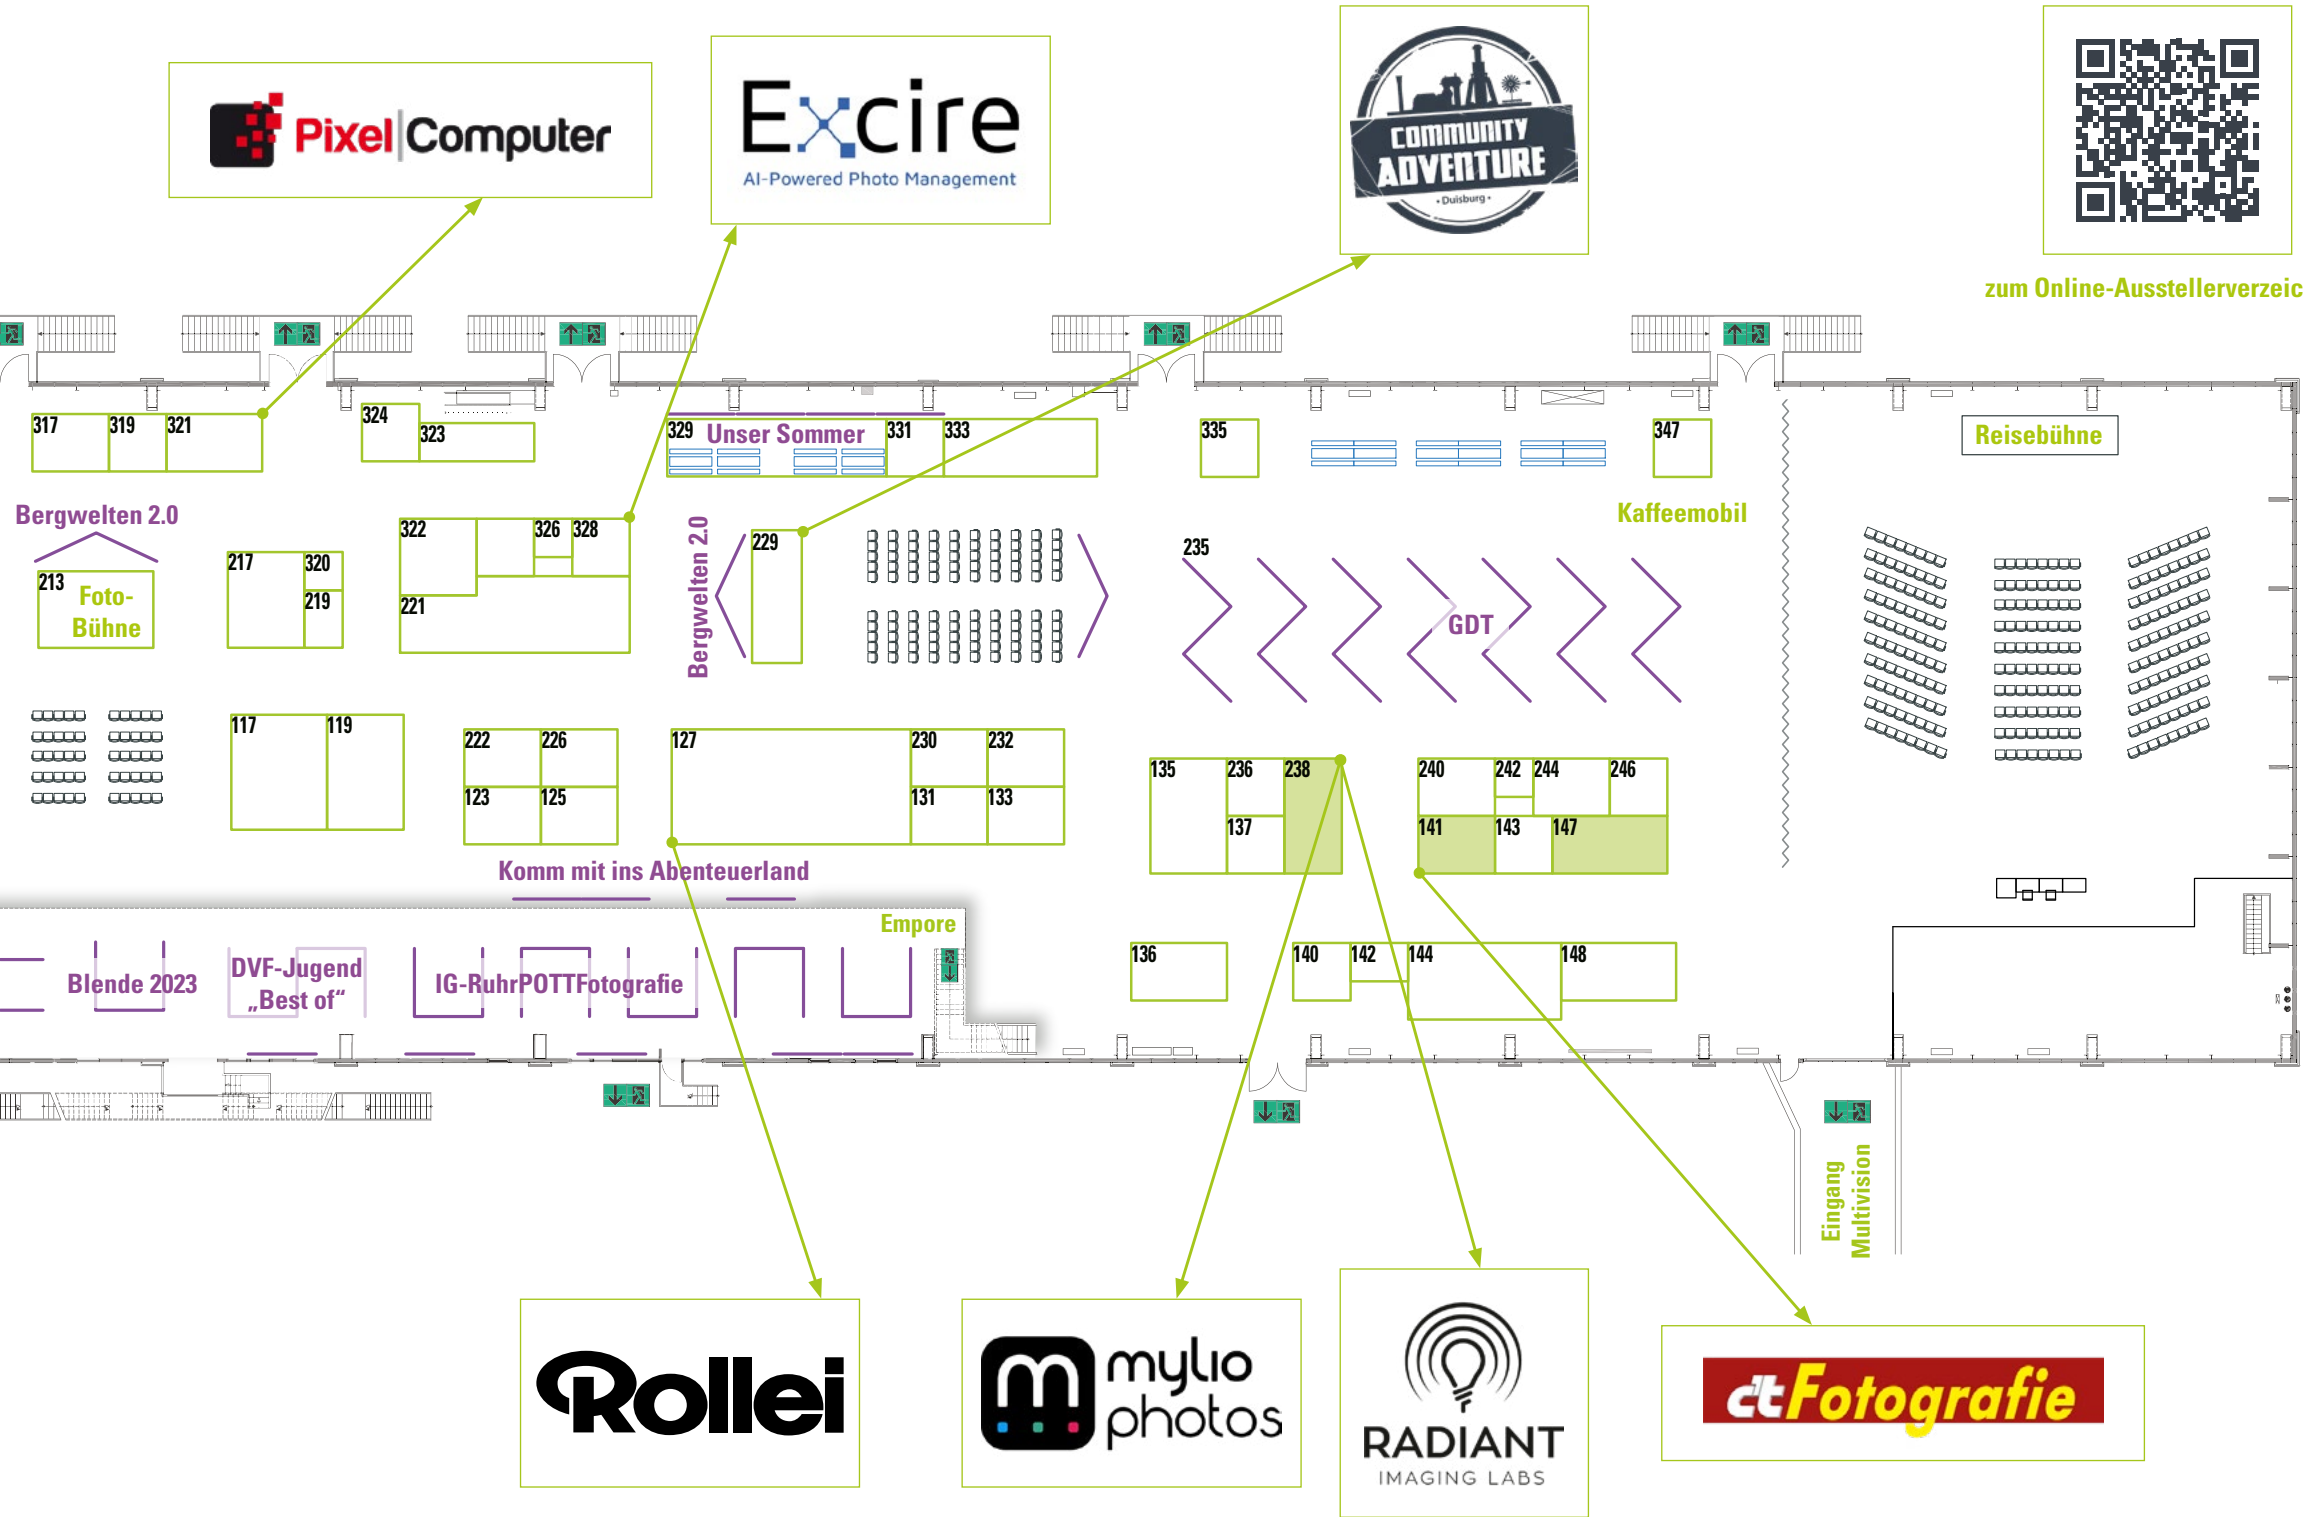 Pixel|Computer
Excire
AI-Powered Photo Management
COMMUNITY
ADVENTURE
• Duisburg •
zum Online-Ausstellerverzeic
317
319
321
324
323
329
Unser Sommer
331
333
335
347
Reisebühne
Bergwelten 2.0
Kaffeemobil
213
Foto-
Bühne
217
320
219
322
326
328
221
Bergwelten 2.0
229
235
GDT
117
119
222
226
123
125
127
230
232
131
133
135
236
238
137
240
242
244
246
141
143
147
Komm mit ins Abenteuerland
Empore
Blende 2023
DVF-Jugend
„Best of“
IG-RuhrPOTTFotografie
136
140
142
144
148
Eingang
Multivision
Rollei
mylio
photos
RADIANT
IMAGING LABS
c't Fotografie